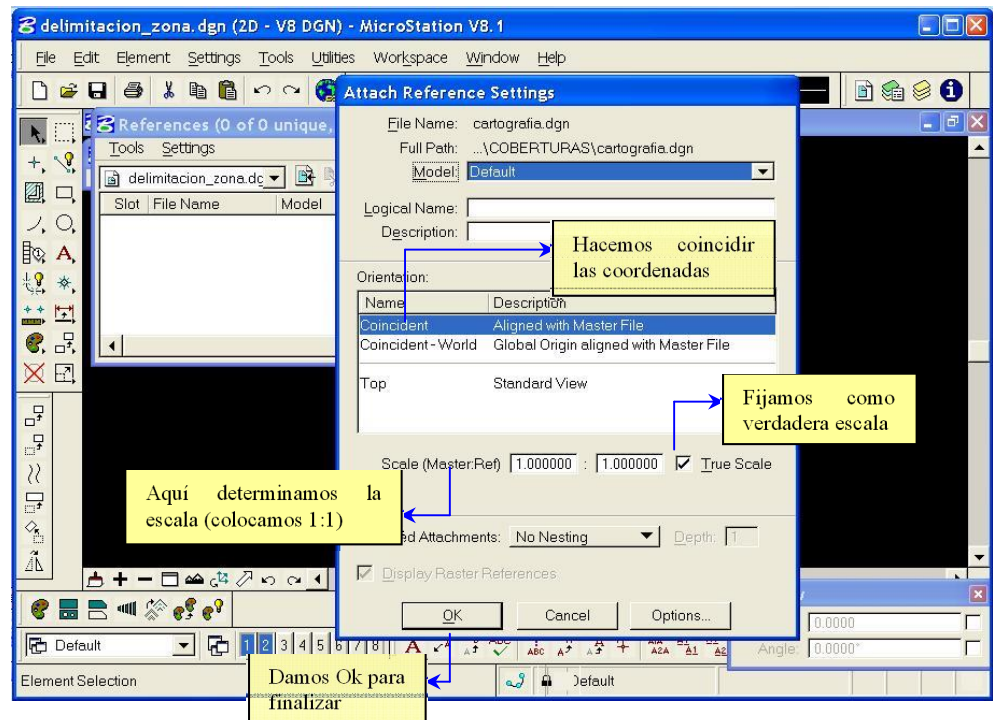 delimitacion_zona.dgn (2D - V8 DGN) - MicroStation V8.1
File Edit Element Settings Tools Utilities Workspace Window Help
References (0 of 0 unique,
Tools Settings
delimitacion_zona.dg
Slot File Name Model
Attach Reference Settings
File Name: cartografia.dgn
Full Path: ...\COBERTURAS\cartografia.dgn
Model: Default
Logical Name:
Description:
Hacemos coincidir
las coordenadas
Orientation:
Name Description
Coincident Aligned with Master File
Coincident-World Global Origin aligned with Master File
Top Standard View
Fijamos como
verdadera escala
Scale (Master:Ref) 1.000000 : 1.000000 True Scale
Aquí determinamos la
escala (colocamos 1:1)
Attachments: No Nesting Depth: 1
Display Raster References
OK Cancel Options...
0.0000
Default 1 2 3 4 5 6 7 8
Angle: 0.0000°
Element Selection
Default
Damos Ok para
finalizar